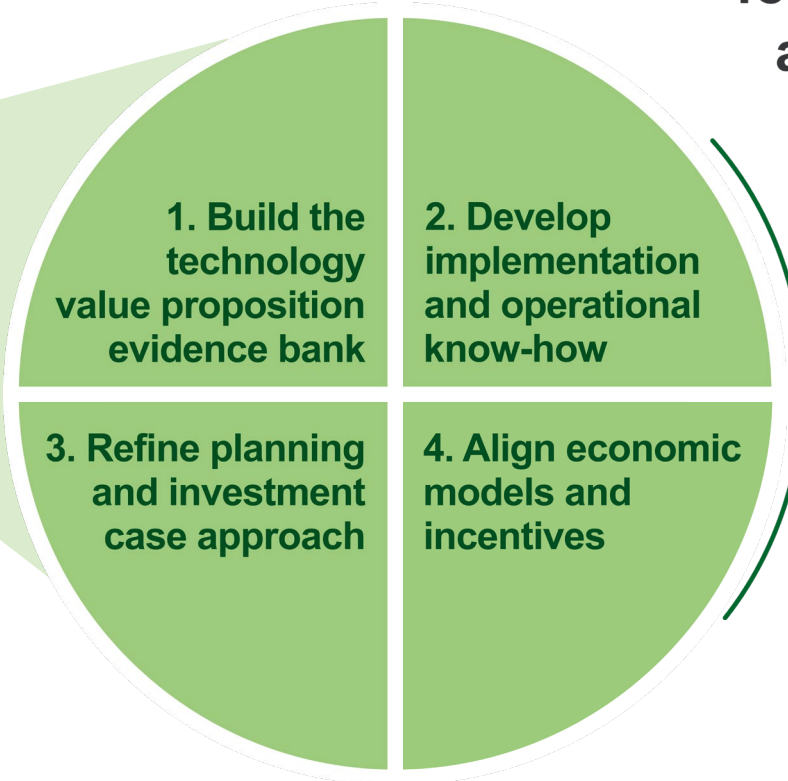 1. Build the
technology
value proposition
evidence bank
2. Develop
implementation
and operational
know-how
3. Refine planning
and investment
case approach
4. Align economic
models and
incentives